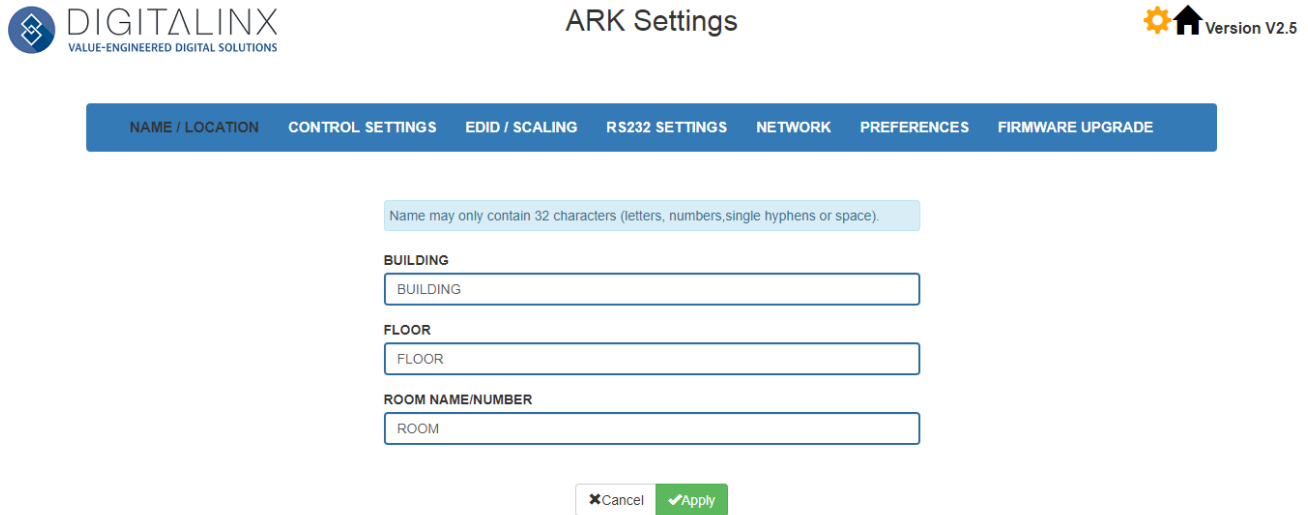 DIGITALINX
VALUE-ENGINEERED DIGITAL SOLUTIONS
ARK Settings
Version V2.5
NAME / LOCATION CONTROL SETTINGS EDID / SCALING RS232 SETTINGS NETWORK PREFERENCES FIRMWARE UPGRADE
Name may only contain 32 characters (letters, numbers,single hyphens or space).
BUILDING
BUILDING
FLOOR
FLOOR
ROOM NAME/NUMBER
ROOM
Cancel Apply